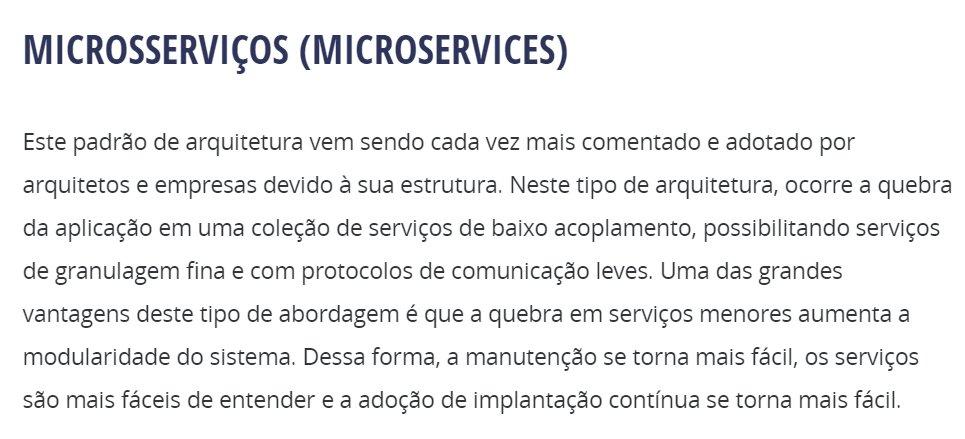 MICROSSERVIÇOS (MICROSERVICES)
Este padrão de arquitetura vem sendo cada vez mais comentado e adotado por
arquitetos e empresas devido à sua estrutura. Neste tipo de arquitetura, ocorre a quebra
da aplicação em uma coleção de serviços de baixo acoplamento, possibilitando serviços
de granulagem fina e com protocolos de comunicação leves. Uma das grandes
vantagens deste tipo de abordagem é que a quebra em serviços menores aumenta a
modularidade do sistema. Dessa forma, a manutenção se torna mais fácil, os serviços
são mais fáceis de entender e a adoção de implantação contínua se torna mais fácil.